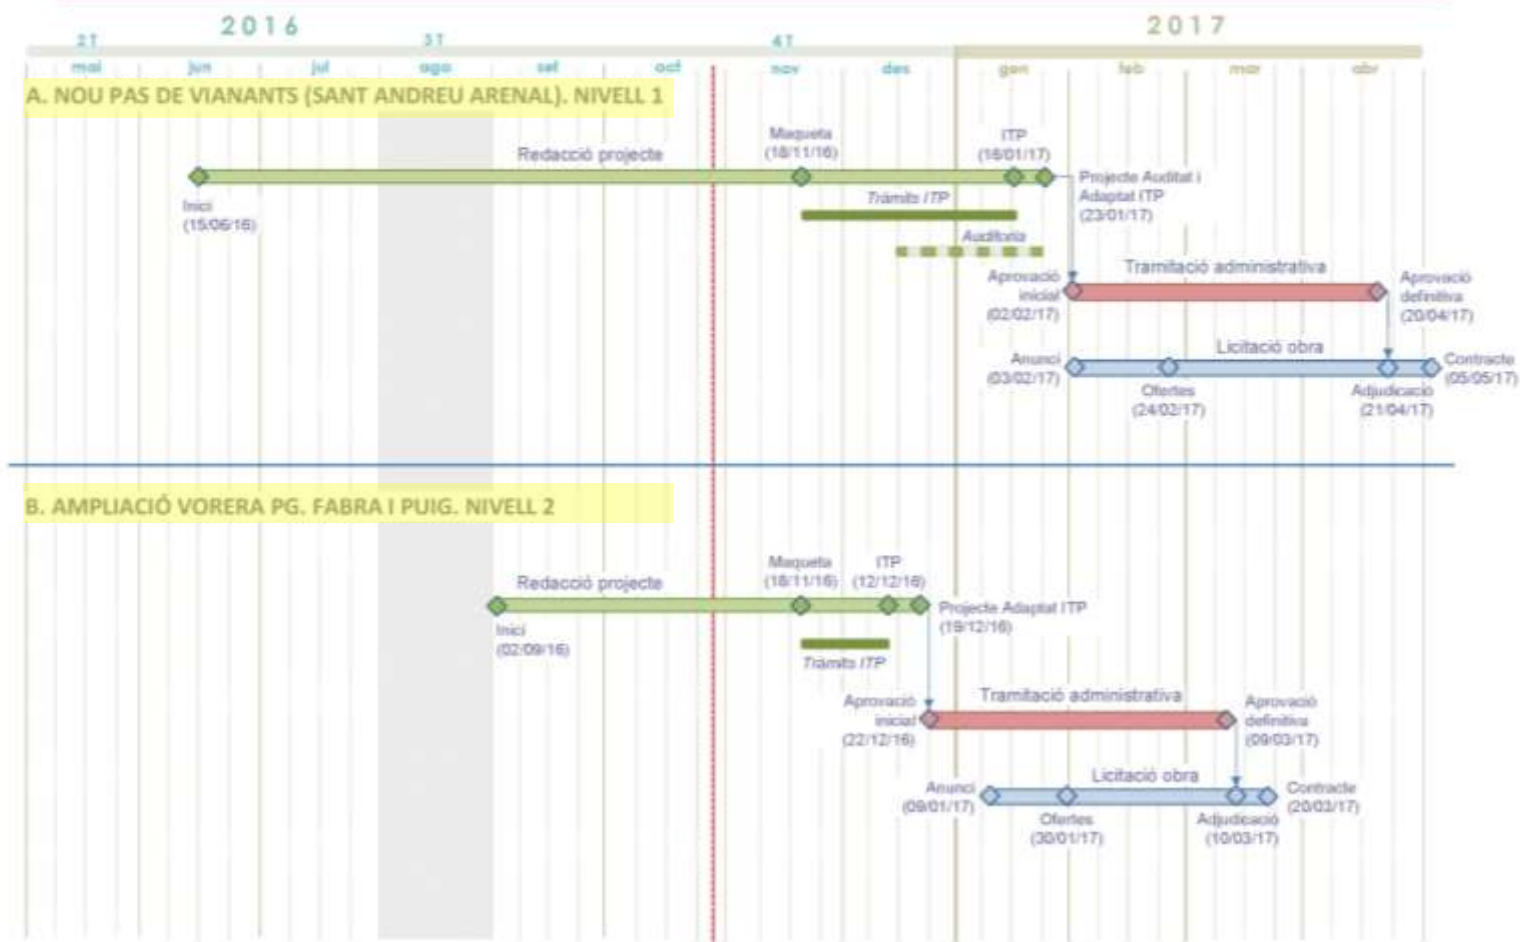 2016
2017
2T
3T
4T
mai
jun
jul
ago
set
oct
nov
des
gen
feb
mar
abr
A. NOU PAS DE VIANANTS (SANT ANDREU ARENAL). NIVELL 1
Redacció projecte
Maqueta
(18/11/16)
ITP
(16/01/17)
Inici
(15/06/16)
Tràmits ITP
Projecte Auditat i
Adaptat ITP
(23/01/17)
Auditoria
Aprovació
inicial
(02/02/17)
Tramitació administrativa
Aprovació
definitiva
(20/04/17)
Anunci
(03/02/17)
Licitació obra
Contracte
(05/05/17)
Ofertes
(24/02/17)
Adjudicació
(21/04/17)
B. AMPLIACIÓ VORERA PG. FABRA I PUIG. NIVELL 2
Redacció projecte
Maqueta
(18/11/16)
ITP
(12/12/16)
Inici
(02/09/16)
Projecte Adaptat ITP
(19/12/16)
Tràmits ITP
Aprovació
inicial
(22/12/16)
Tramitació administrativa
Aprovació
definitiva
(09/03/17)
Anunci
(09/01/17)
Licitació obra
Contracte
(20/03/17)
Ofertes
(30/01/17)
Adjudicació
(10/03/17)